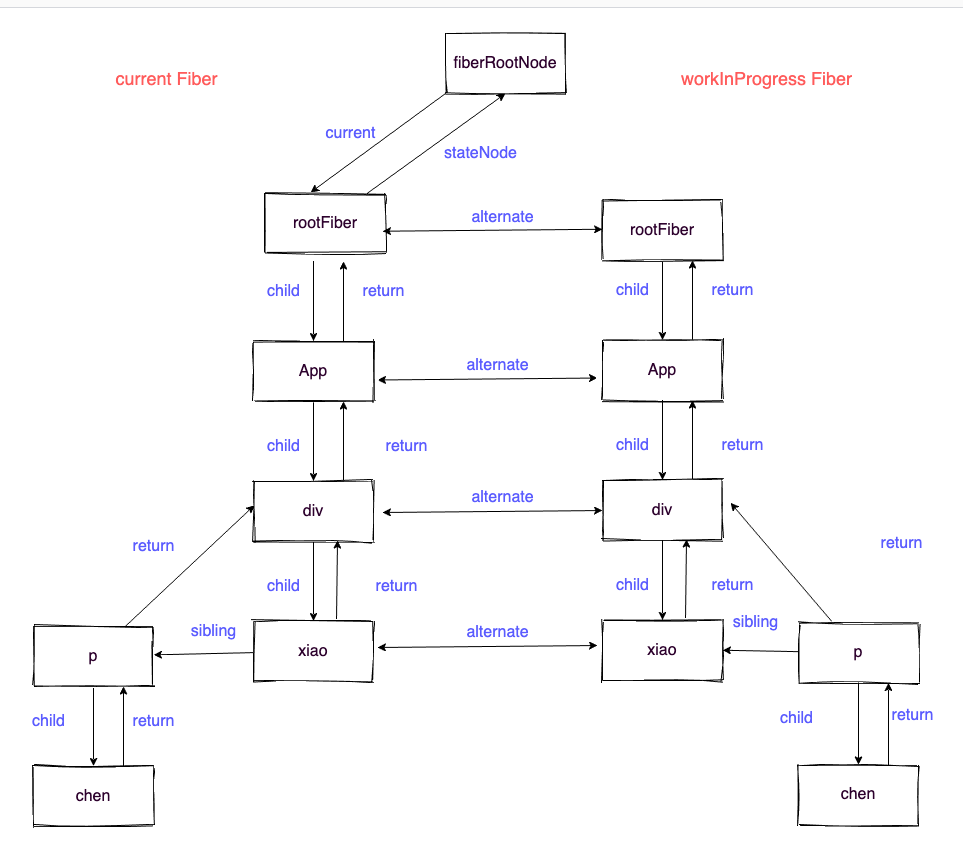 fiberRootNode
current Fiber
workInProgress Fiber
current
stateNode
rootFiber
alternate
rootFiber
child
return
child
return
App
alternate
App
child
return
child
return
div
alternate
div
return
return
child
return
child
return
sibling
alternate
sibling
p
xiao
xiao
p
child
return
child
return
chen
chen